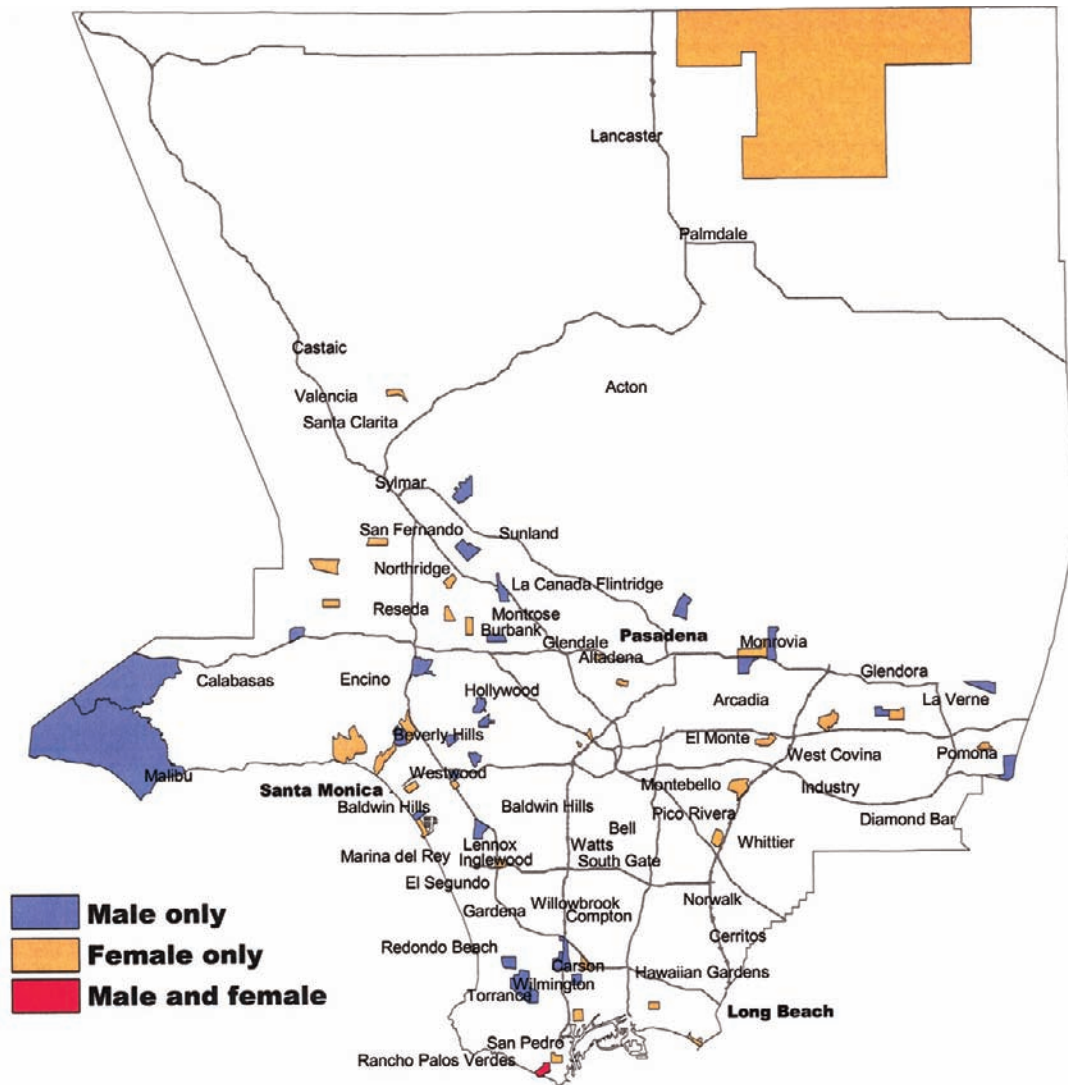 Lancaster
Palmdale
Castaic
Acton
Valencia
Santa Clarita
Sylmar
San Fernando
Sunland
Northridge
La Canada Flintridge
Reseda
Montrose
Burbank
Glendale
Pasadena
Monrovia
Altadena
Glendora
Calabasas
Encino
Hollywood
Arcadia
La Verne
Beverly Hills
El Monte
West Covina
Pomona
Malibu
Westwood
Santa Monica
Montebello
Industry
Baldwin Hills
Baldwin Hills
Pico Rivera
Diamond Bar
Bell
Lennox
Watts
Whittier
Marina del Rey
Inglewood
South Gate
El Segundo
Male only
Willowbrook
Norwalk
Gardena
Compton
Cerritos
Redondo Beach
Female only
Carson
Hawaiian Gardens
Wilmington
Torrance
Male and female
Long Beach
San Pedro
Rancho Palos Verdes